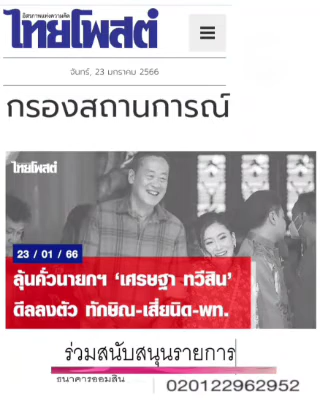 อิสรภาพแห่งความคิด
ไทยโพสต์
จันทร์, 23 มกราคม 2566
กรองสถานการณ์
ไทยโพสต์
23 / 01 / 66
ลุ้นคั่วนายกฯ ‘เศรษฐา ทวีสิน’
ดีลลงตัว ทักษิณ-เสี่ยนิด-พท.
ร่วมสนับสนุนรายการ
ธนาคารออมสิน | 020122962952